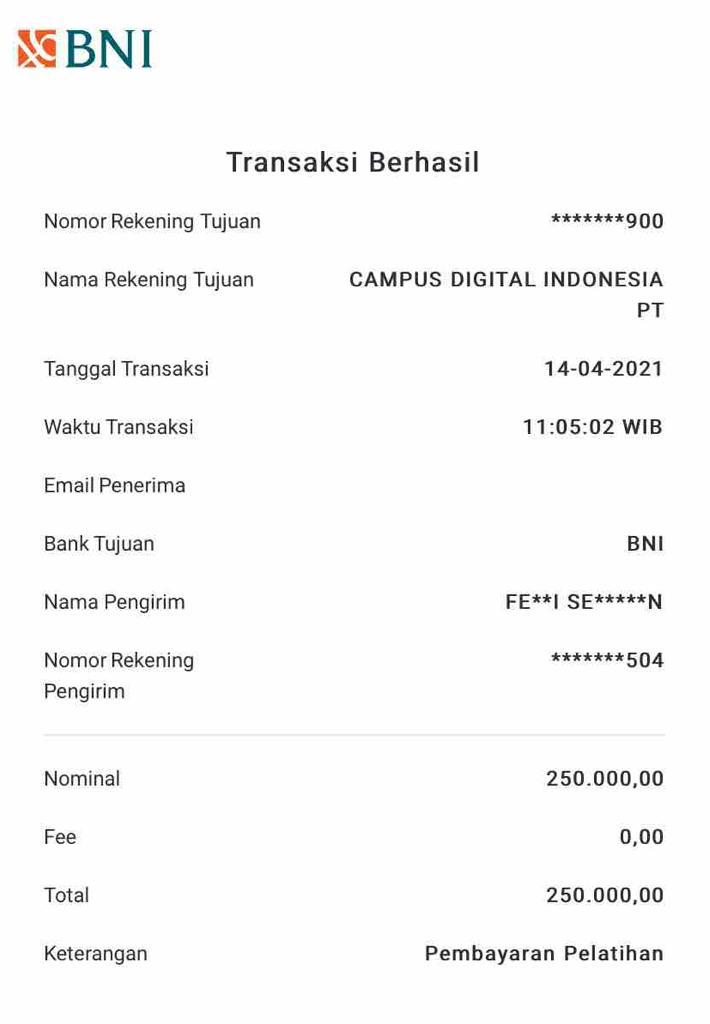 BNI
Transaksi Berhasil
Nomor Rekening Tujuan *******900
Nama Rekening Tujuan CAMPUS DIGITAL INDONESIA
PT
Tanggal Transaksi 14-04-2021
Waktu Transaksi 11:05:02 WIB
Email Penerima
Bank Tujuan BNI
Nama Pengirim FE**I SE*****N
Nomor Rekening *******504
Pengirim
Nominal 250.000,00
Fee 0,00
Total 250.000,00
Keterangan Pembayaran Pelatihan